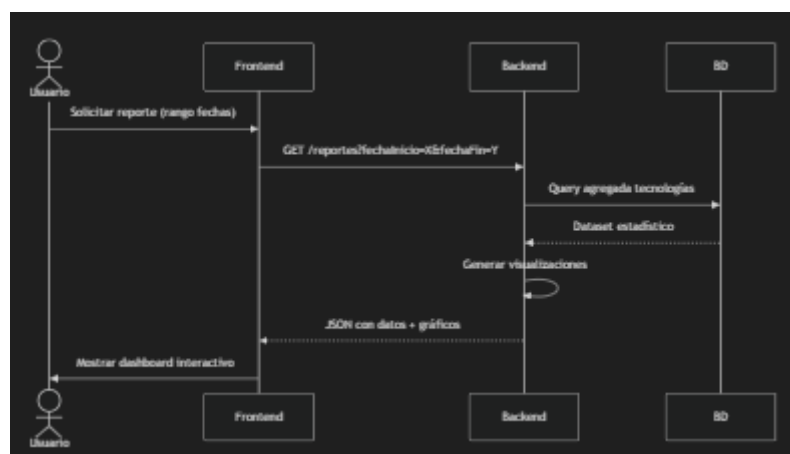 Usuario
Frontend
Backend
BD
Solicitar reporte (rango fechas)
GET /reportes?fechaInicio=X&fechaFin=Y
Query agregada tecnologías
Dataset estadístico
Generar visualizaciones
JSON con datos + gráficos
Mostrar dashboard interactivo
Usuario
Frontend
Backend
BD